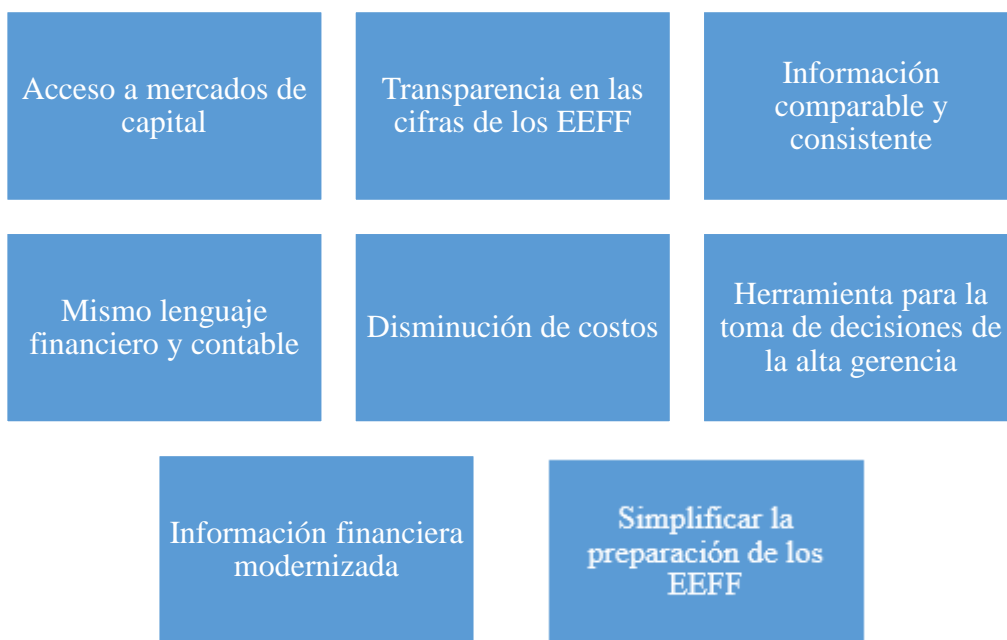 Acceso a mercados de
capital
Transparencia en las
cifras de los EEFF
Información
comparable y
consistente
Mismo lenguaje
financiero y contable
Disminución de costos
Herramienta para la
toma de decisiones de
la alta gerencia
Información financiera
modernizada
Simplificar la
preparación de los
EEFF